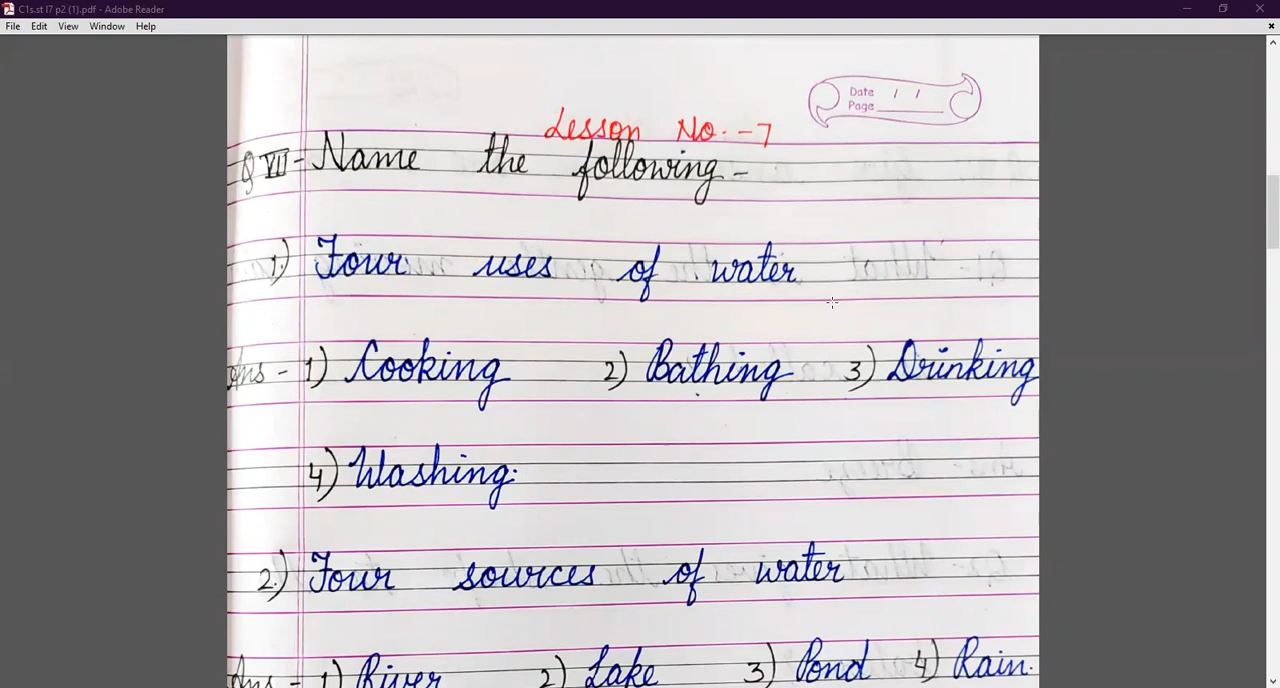 C1s.st l7 p2 (1).pdf - Adobe Reader
File Edit View Window Help
Date / /
Page
Lesson No. - 7
Q VII - Name the following -
1.) Four uses of water
Ans - 1) Cooking 2) Bathing 3) Drinking
4) Washing.
2.) Four sources of water
Ans - 1) River 2) Lake 3) Pond 4) Rain.